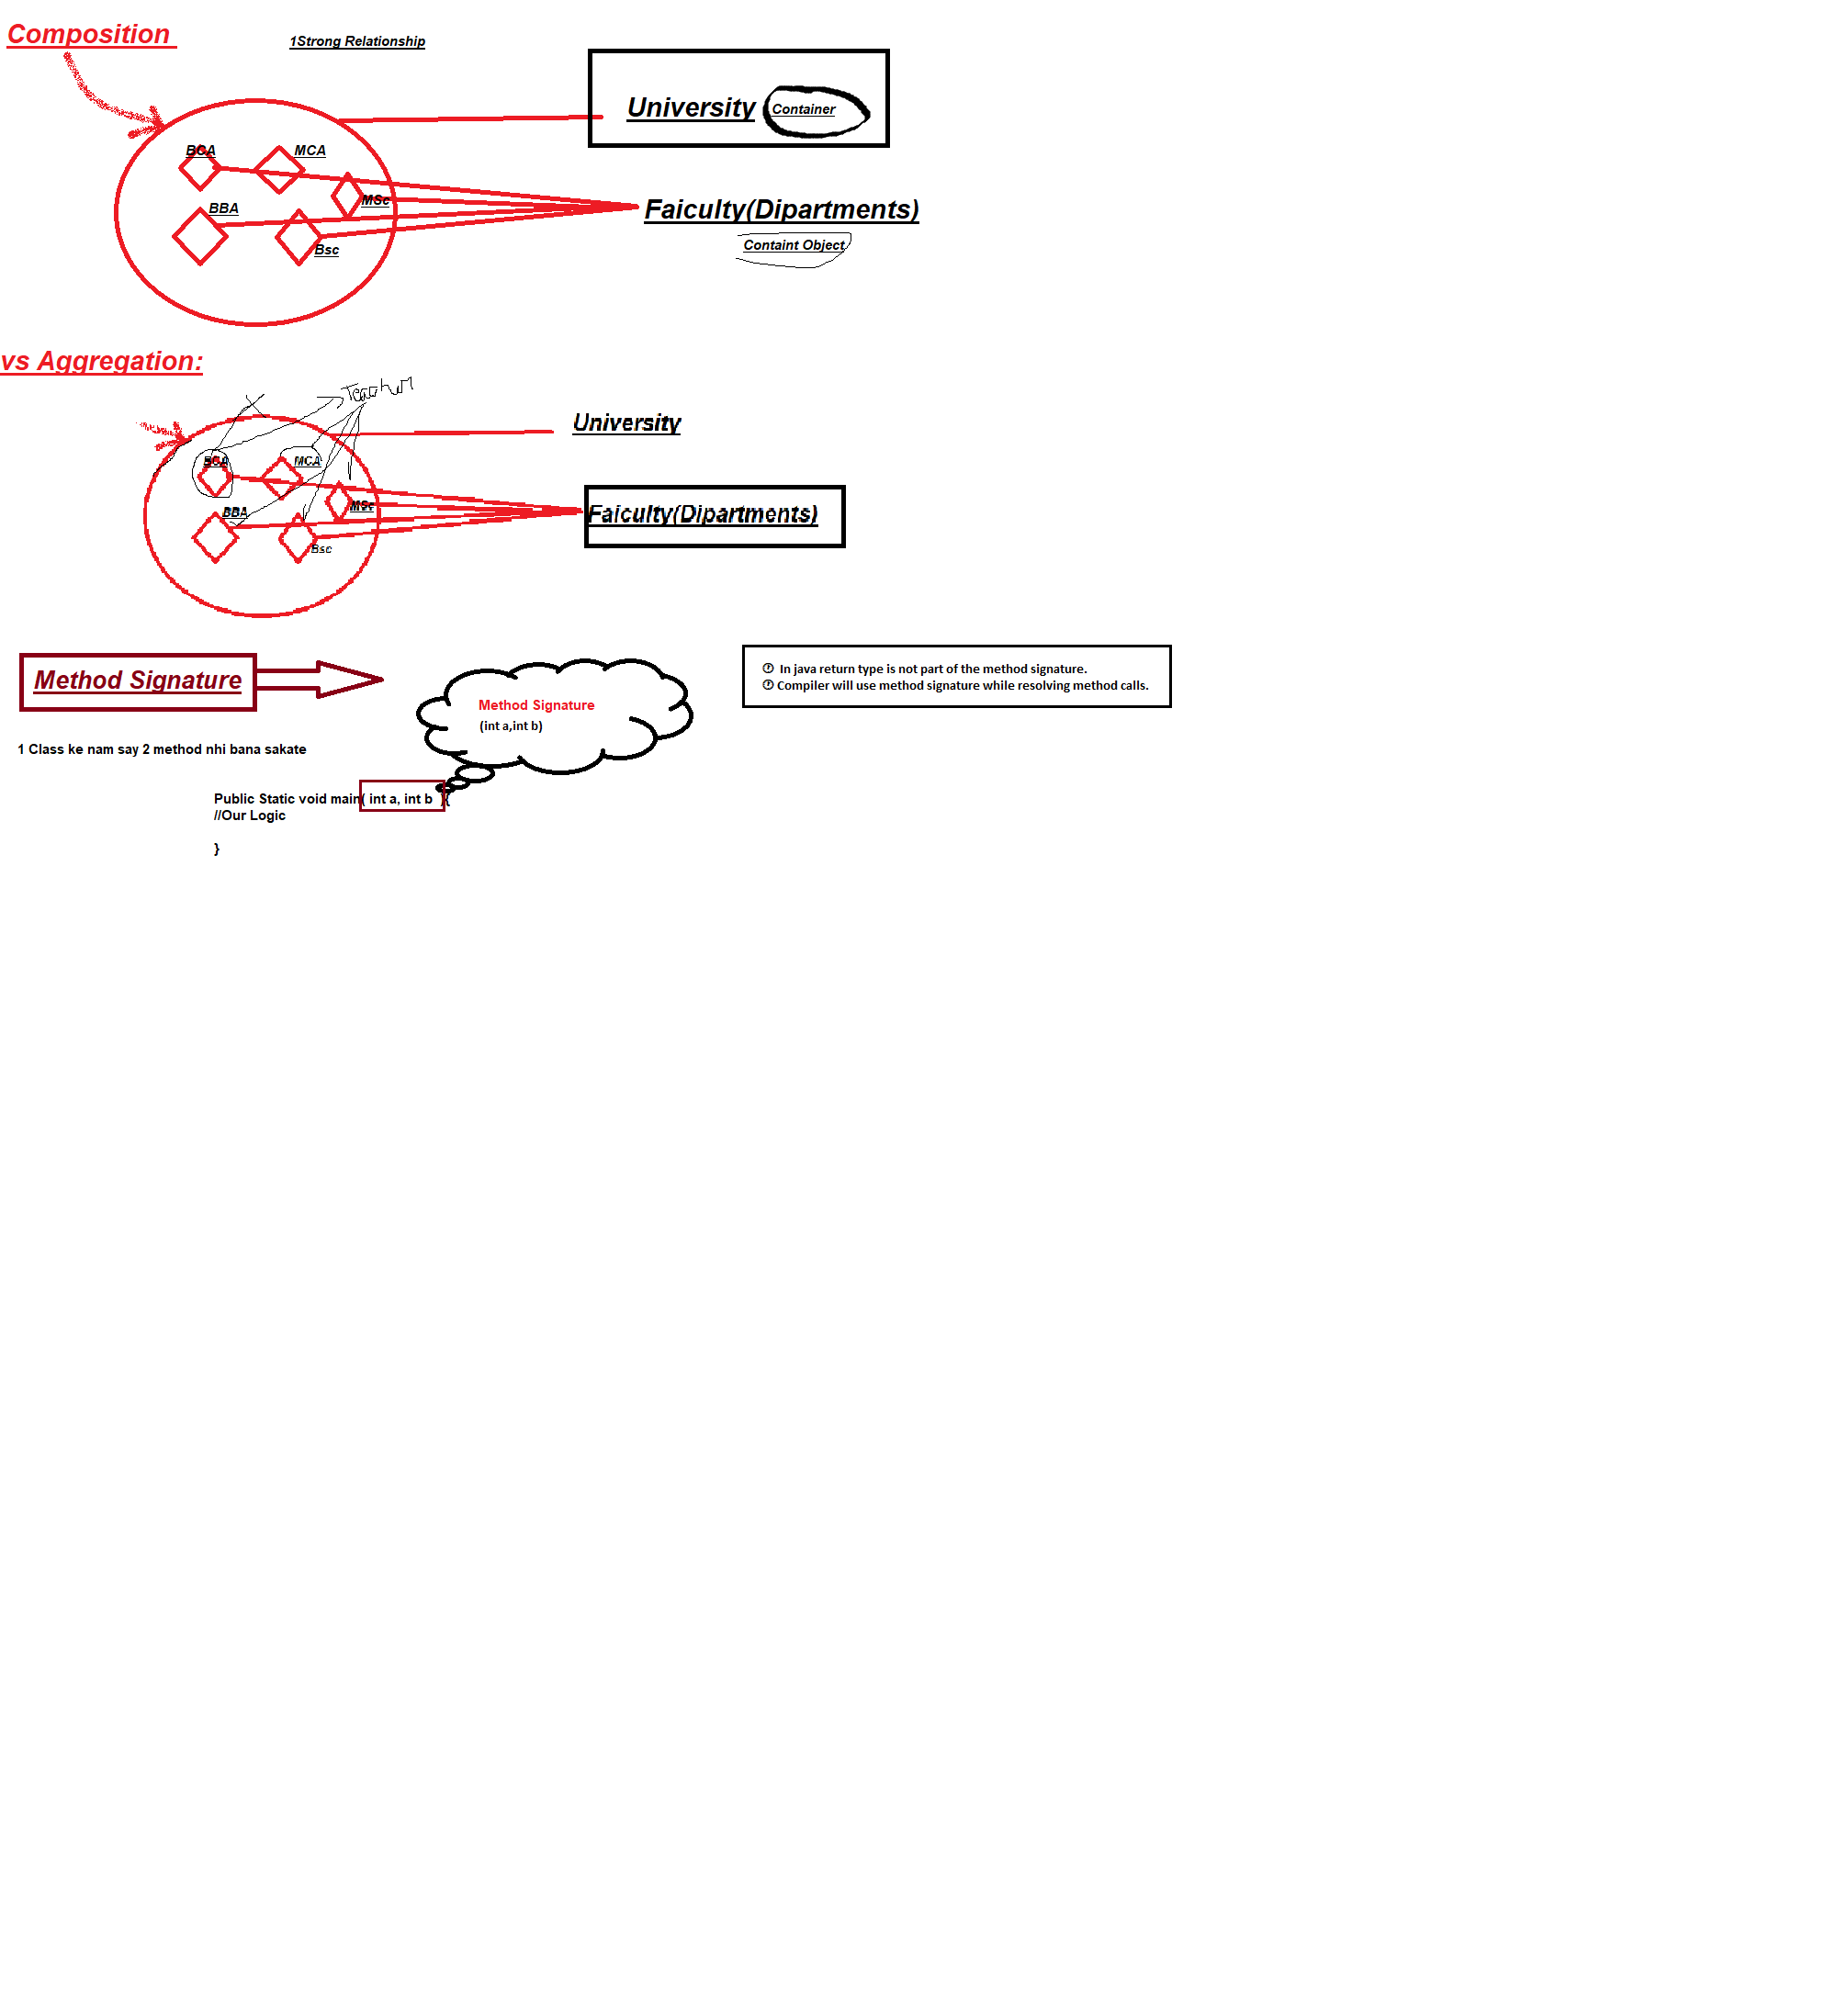 Composition
1Strong Relationship
University
Container
BCA
MCA
BBA
MSc
Bsc
Faiculty(Dipartments)
Containt Object
vs Aggregation:
University
BCA
MCA
BBA
MSc
Bsc
Faiculty(Dipartments)
Method Signature
Method Signature
(int a,int b)
In java return type is not part of the method signature.
Compiler will use method signature while resolving method calls.
1 Class ke nam say 2 method nhi bana sakate
Public Static void main( int a, int b ){
//Our Logic
}